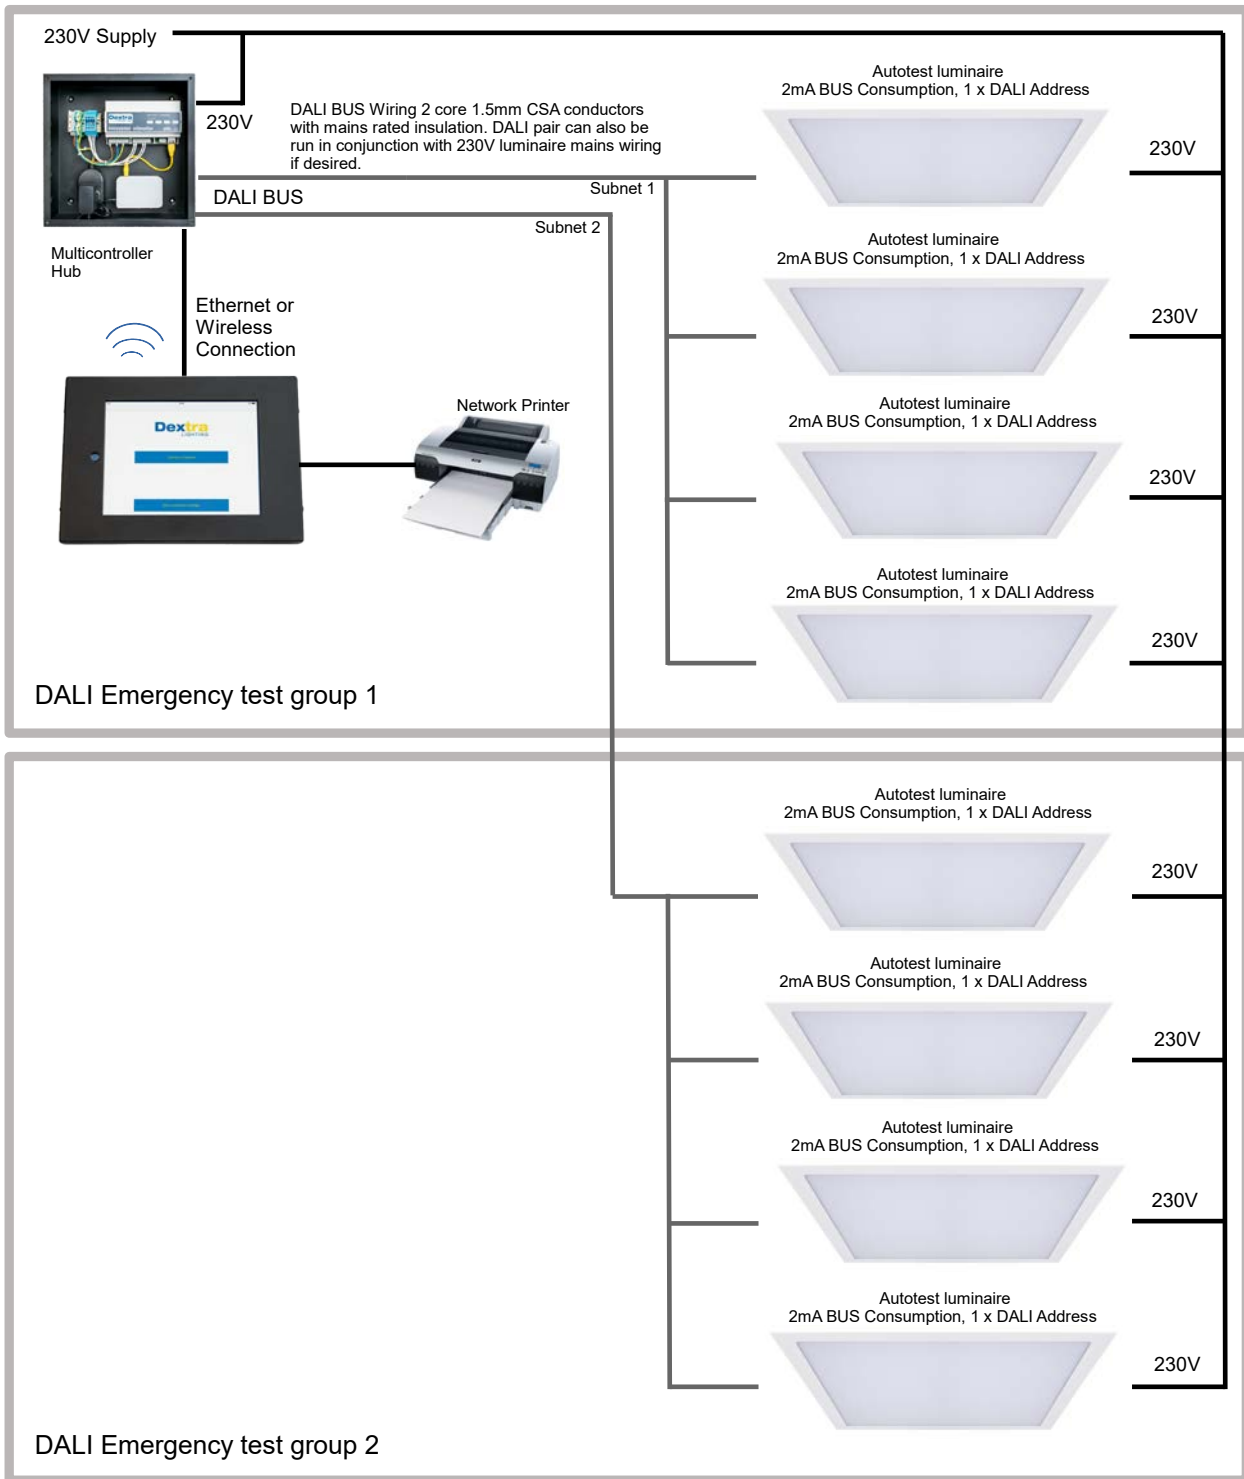 230V Supply
230V
DALI BUS Wiring 2 core 1.5mm CSA conductors
with mains rated insulation. DALI pair can also be
run in conjunction with 230V luminaire mains wiring
if desired.
Subnet 1
DALI BUS
Subnet 2
Multicontroller
Hub
Ethernet or
Wireless
Connection
Dextra
LIGHTING
Network Printer
Autotest luminaire
2mA BUS Consumption, 1 x DALI Address
230V
Autotest luminaire
2mA BUS Consumption, 1 x DALI Address
230V
Autotest luminaire
2mA BUS Consumption, 1 x DALI Address
230V
Autotest luminaire
2mA BUS Consumption, 1 x DALI Address
230V
DALI Emergency test group 1
Autotest luminaire
2mA BUS Consumption, 1 x DALI Address
230V
Autotest luminaire
2mA BUS Consumption, 1 x DALI Address
230V
Autotest luminaire
2mA BUS Consumption, 1 x DALI Address
230V
Autotest luminaire
2mA BUS Consumption, 1 x DALI Address
230V
DALI Emergency test group 2